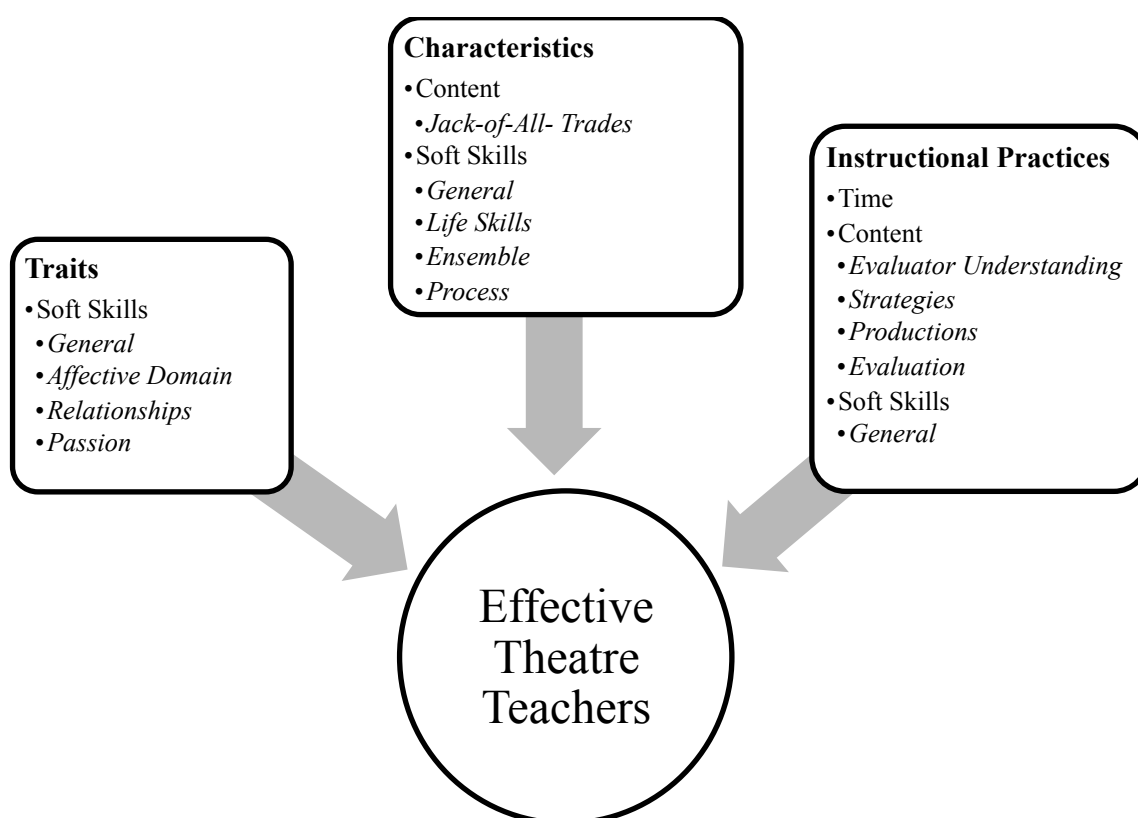 Traits
•Soft Skills
•General
•Affective Domain
•Relationships
•Passion
Characteristics
•Content
•Jack-of-All- Trades
•Soft Skills
•General
•Life Skills
•Ensemble
•Process
Instructional Practices
•Time
•Content
•Evaluator Understanding
•Strategies
•Productions
•Evaluation
•Soft Skills
•General
Effective
Theatre
Teachers